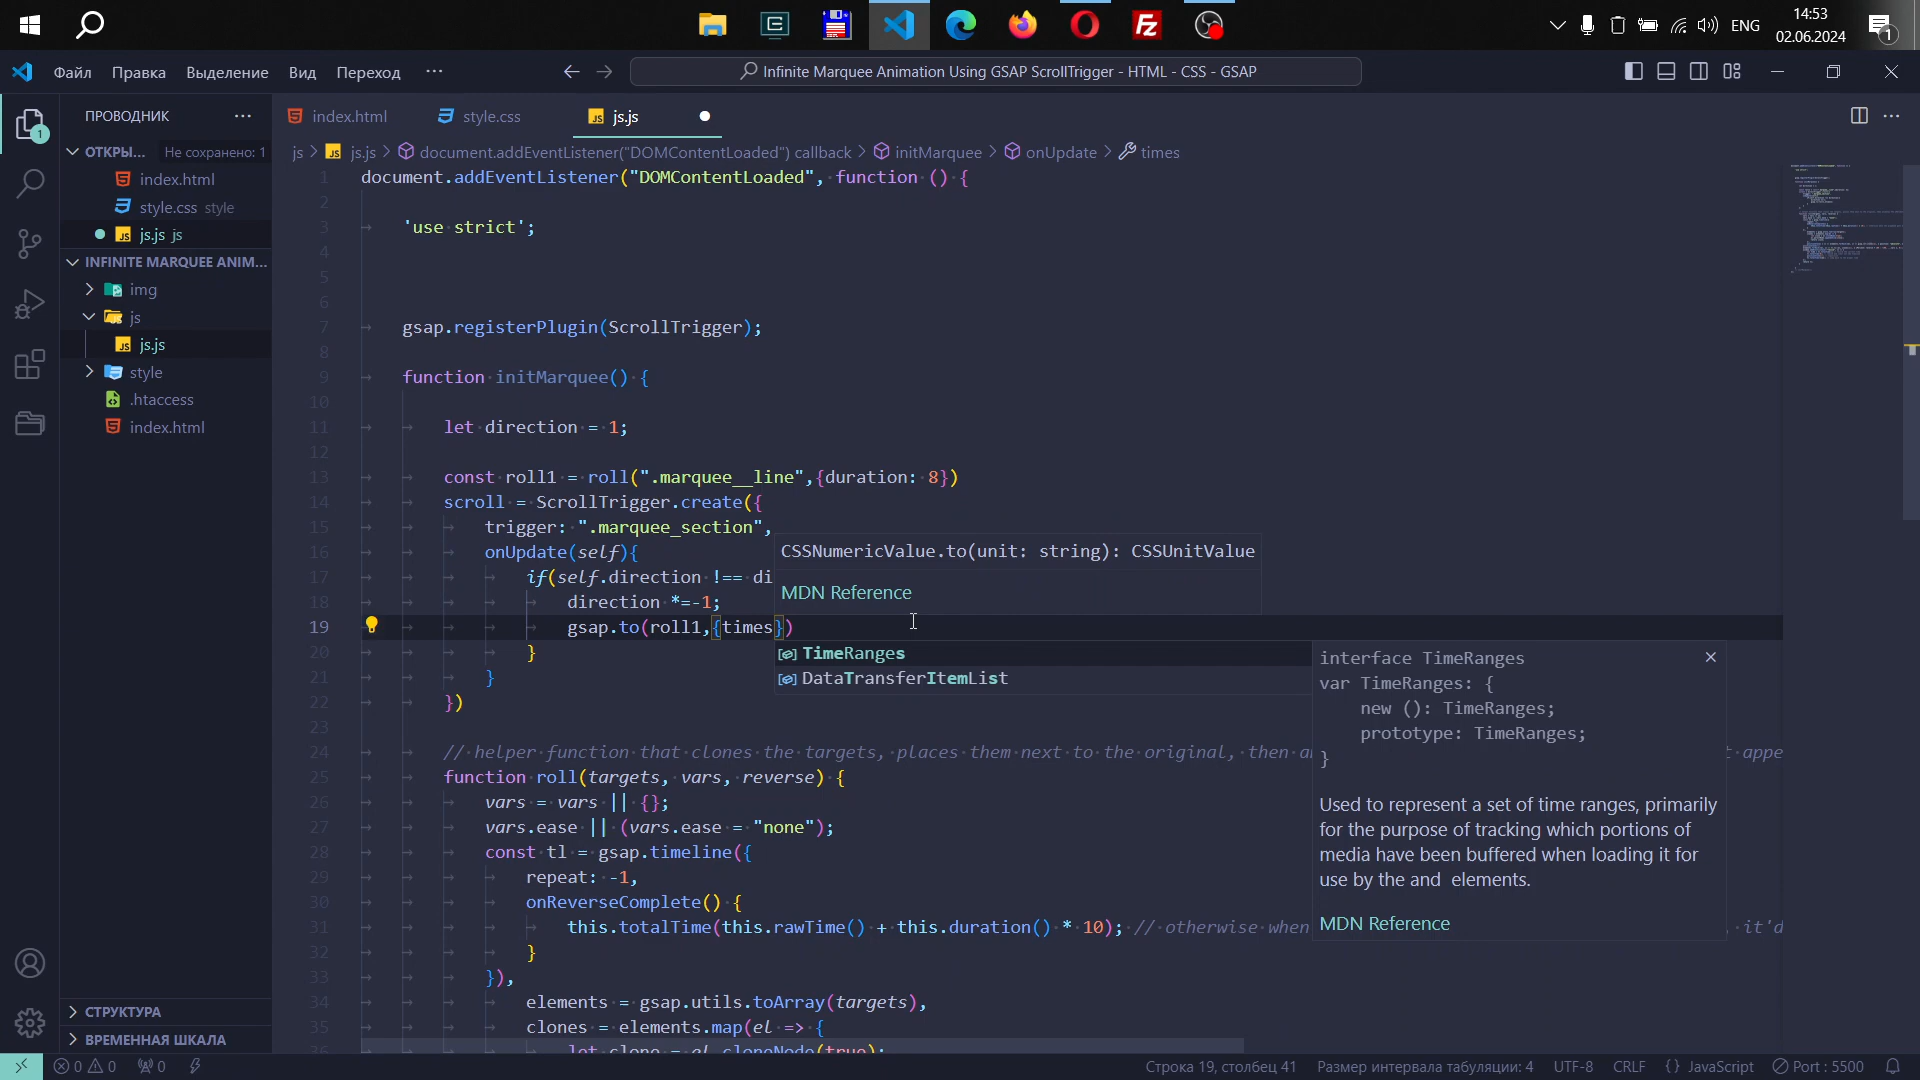 ENG
14:53
02.06.2024
1
Файл Правка Выделение Вид Переход ···
Infinite Marquee Animation Using GSAP ScrollTrigger - HTML - CSS - GSAP
ПРОВОДНИК
index.html
style.css
js.js
ОТКРЫ... Не сохранено: 1
index.html
style.css style
js.js js
INFINITE MARQUEE ANIM...
img
js
js.js
style
.htaccess
index.html
СТРУКТУРА
ВРЕМЕННАЯ ШКАЛА
js > js.js > document.addEventListener("DOMContentLoaded") callback > initMarquee > onUpdate > times
1 document.addEventListener("DOMContentLoaded", function () {
2
3 'use strict';
4
5
6
7 gsap.registerPlugin(ScrollTrigger);
8
9 function initMarquee() {
10
11 let direction = 1;
12
13 const roll1 = roll(".marquee__line",{duration: 8})
14 scroll = ScrollTrigger.create({
15 trigger: ".marquee_section",
16 onUpdate(self){
17 if(self.direction !== di
18 direction *=-1;
19 gsap.to(roll1,{times})
20 }
21 }
22 })
23
24 // helper function that clones the targets, places them next to the original, then a
25 function roll(targets, vars, reverse) {
26 vars = vars || {};
27 vars.ease || (vars.ease = "none");
28 const tl = gsap.timeline({
29 repeat: -1,
30 onReverseComplete() {
31 this.totalTime(this.rawTime() + this.duration() * 10); // otherwise when , it'd
32 }
33 }),
34 elements = gsap.utils.toArray(targets),
35 clones = elements.map(el => {
36 let clone = el.cloneNode(true);
CSSNumericValue.to(unit: string): CSSUnitValue
MDN Reference
TimeRanges
DataTransferItemList
interface TimeRanges
var TimeRanges: {
new (): TimeRanges;
prototype: TimeRanges;
}
Used to represent a set of time ranges, primarily
for the purpose of tracking which portions of
media have been buffered when loading it for
use by the and elements.
MDN Reference
0 0 0
Строка 19, столбец 41 Размер интервала табуляции: 4 UTF-8 CRLF {} JavaScript Port : 5500